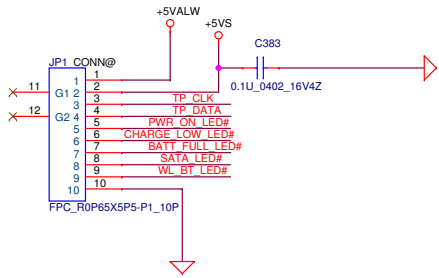 +5VALW
+5VS
C383
0.1U_0402_16V4Z
JP1 CONN@
11 G1 1 1
2 2
12 G2 3 3 TP_CLK
4 4 TP_DATA
5 5 PWR_ON_LED#
6 6 CHARGE_LOW_LED#
7 7 BATT_FULL_LED#
8 8 SATA_LED#
9 9 WL_BT_LED#
10 10
FPC_R0P65X5P5-P1_10P